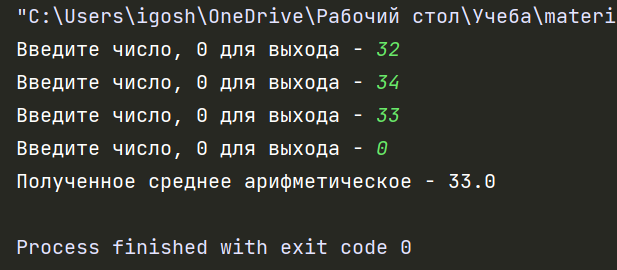 "C:\Users\igosh\OneDrive\Рабочий стол\Учеба\materi
Введите число, 0 для выхода - 32
Введите число, 0 для выхода - 34
Введите число, 0 для выхода - 33
Введите число, 0 для выхода - 0
Полученное среднее арифметическое - 33.0
Process finished with exit code 0